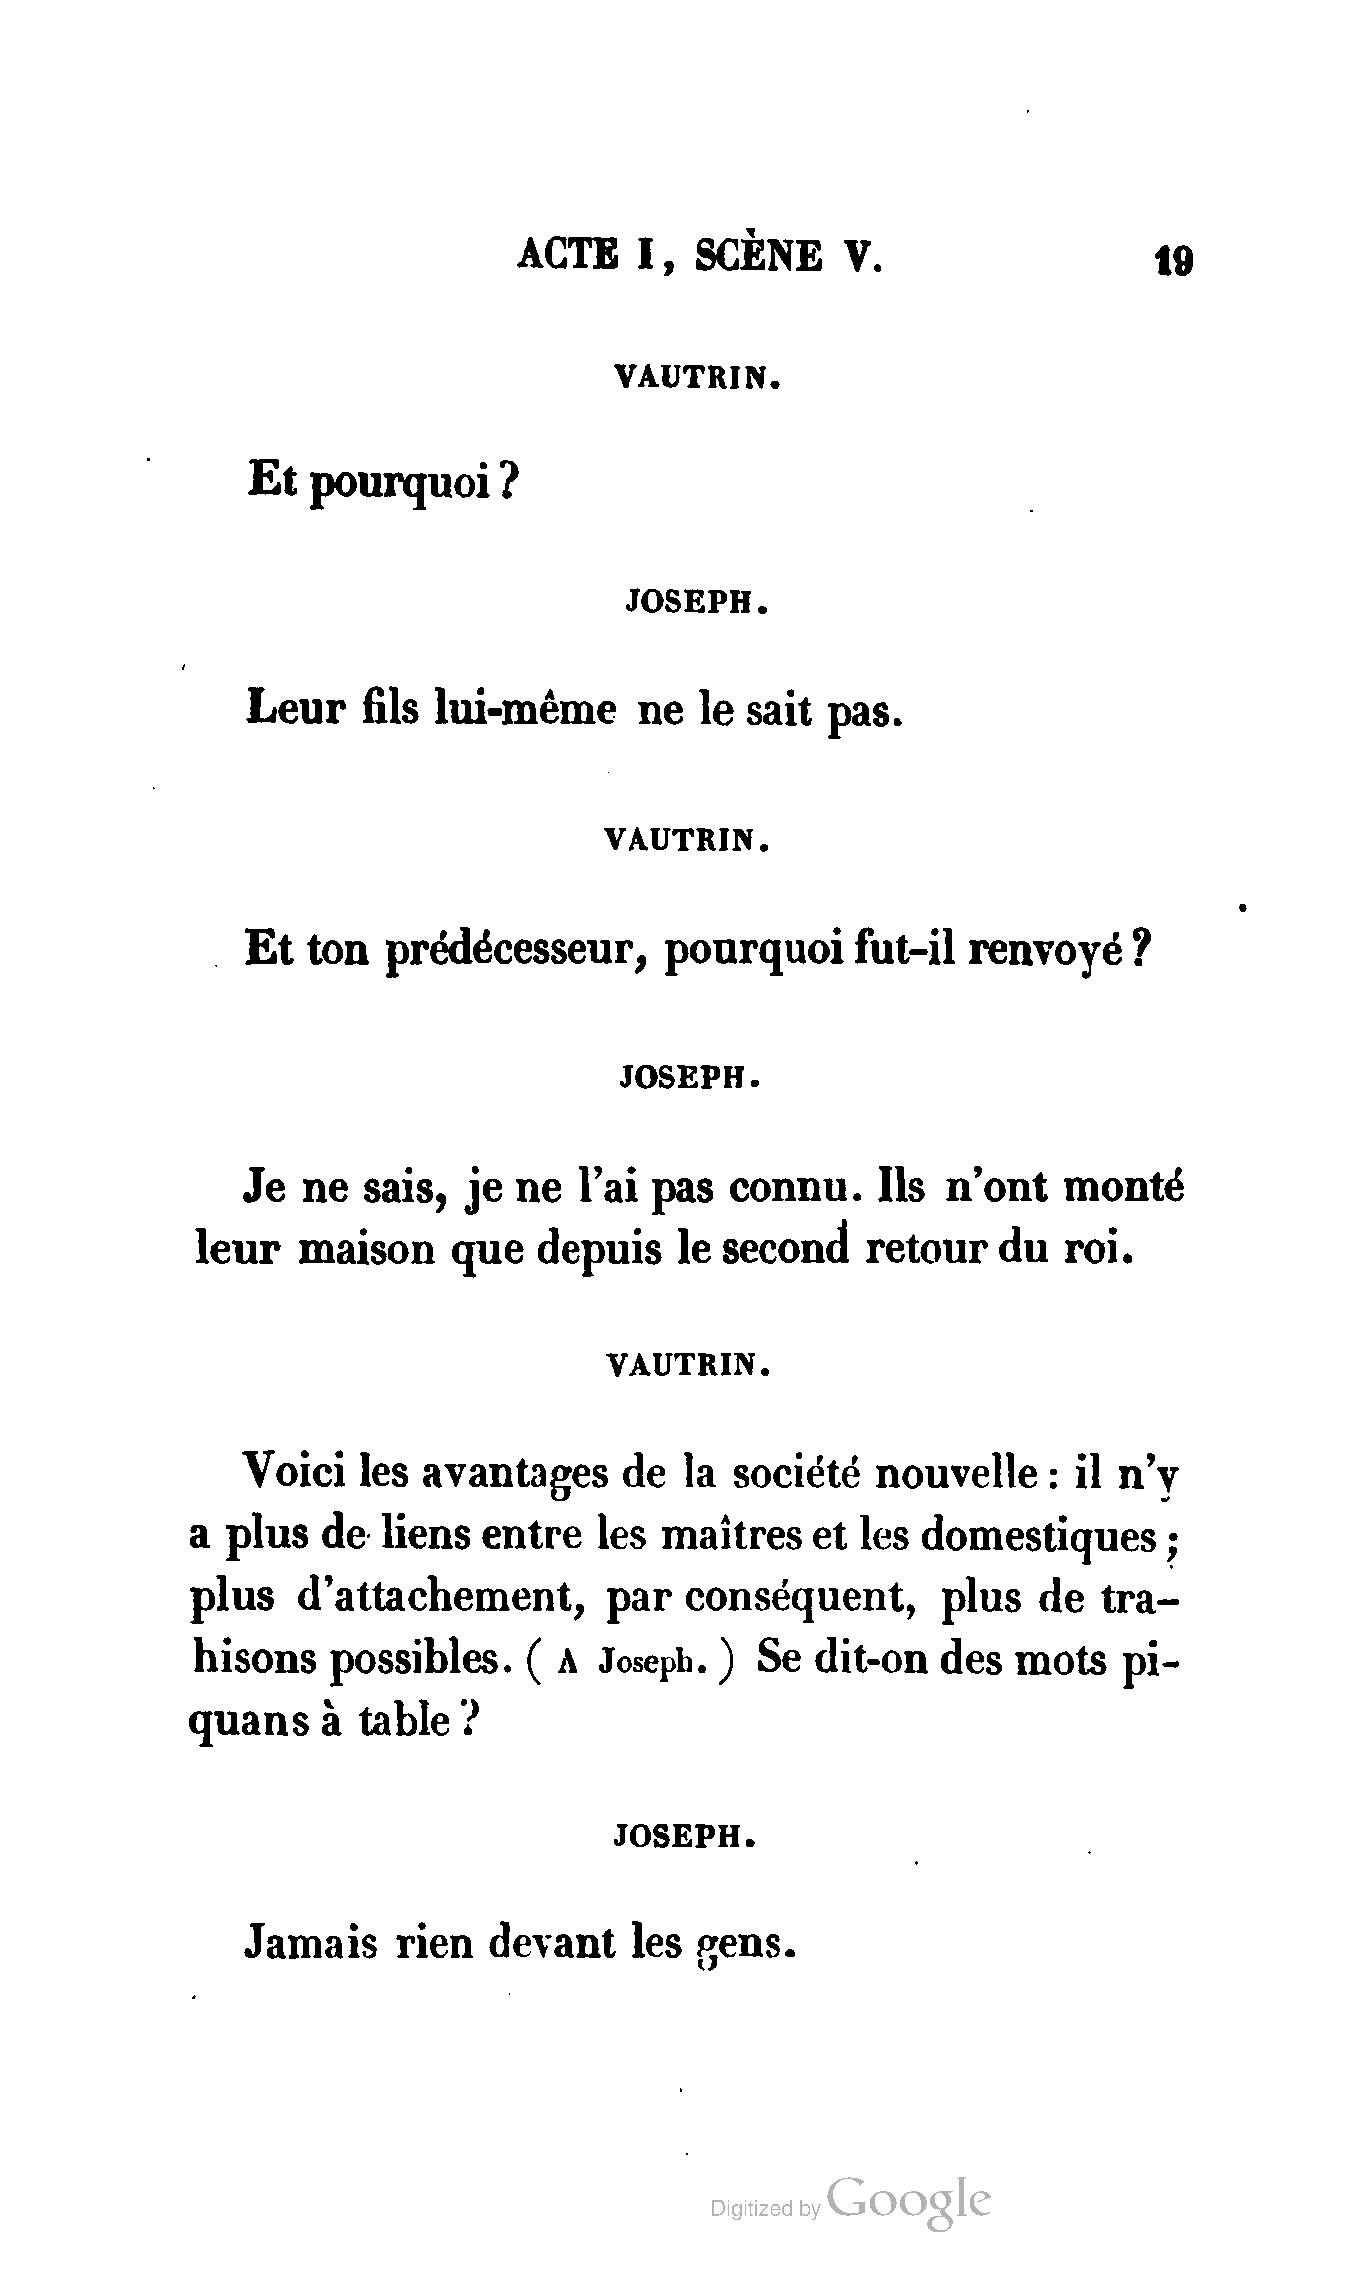 ACTE I, SCÈNE V. 19
VAUTRIN.
Et pourquoi ?
JOSEPH.
Leur fils lui-même ne le sait pas.
VAUTRIN.
Et ton prédécesseur, pourquoi fut-il renvoyé ?
JOSEPH.
Je ne sais, je ne l'ai pas connu. Ils n'ont monté
leur maison que depuis le second retour du roi.
VAUTRIN.
Voici les avantages de la société nouvelle : il n'y
a plus de liens entre les maîtres et les domestiques ;
plus d'attachement, par conséquent, plus de tra-
hisons possibles. ( A Joseph. ) Se dit-on des mots pi-
quans à table ?
JOSEPH.
Jamais rien devant les gens.
Digitized by Google